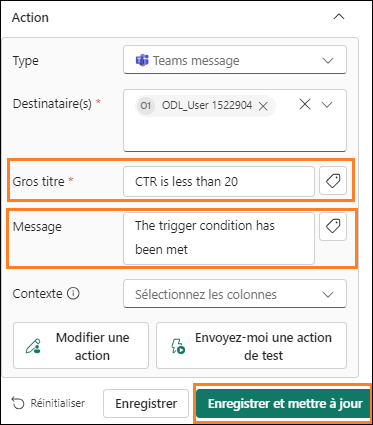 Action
Type
Teams message
Destinataire(s) *
O1 ODL_User 1522904
Gros titre *
CTR is less than 20
Message
The trigger condition has
been met
Contexte
Sélectionnez les colonnes
Modifier une
action
Envoyez-moi une action
de test
Réinitialiser
Enregistrer
Enregistrer et mettre à jour